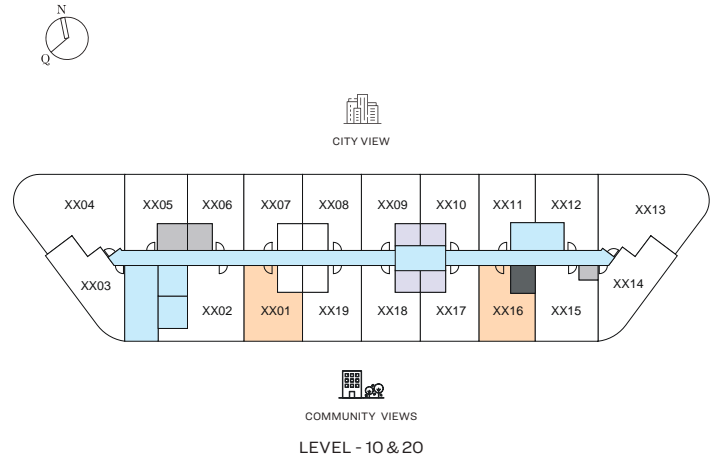 N
Q
CITY VIEW
XX04 XX05 XX06 XX07 XX08 XX09 XX10 XX11 XX12 XX13
XX03 XX14
XX02 XX01 XX19 XX18 XX17 XX16 XX15
COMMUNITY VIEWS
LEVEL - 10 & 20